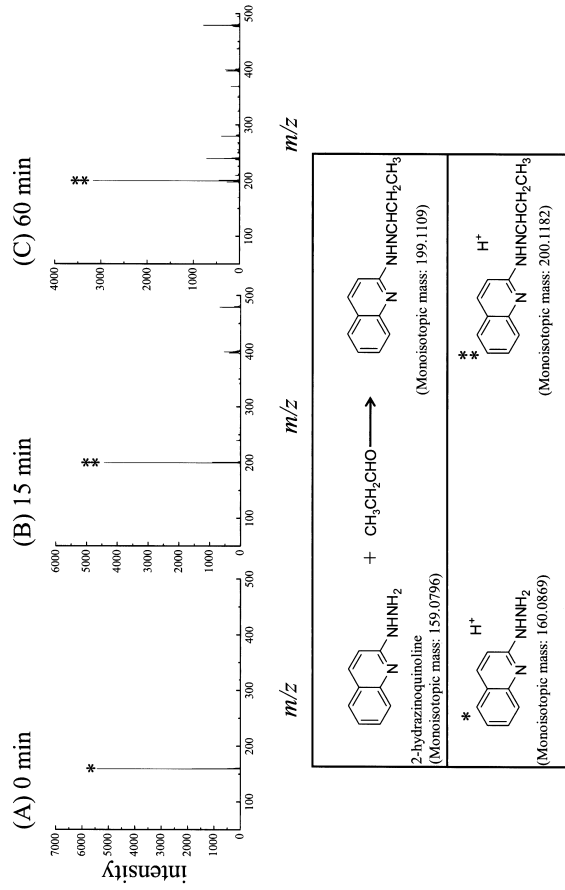 (A) 0 min
intensity
7000
6000
5000
4000
3000
2000
1000
0
*
100
200
300
400
500
m/z
(B) 15 min
6000
5000
4000
3000
2000
1000
0
**
100
200
300
400
500
m/z
(C) 60 min
4000
3000
2000
1000
0
**
100
200
300
400
500
m/z
N NHNH2
2-hydrazinoquinoline
(Monoisotopic mass: 159.0796)
+ CH3CH2CHO
N NHNCHCH2CH3
(Monoisotopic mass: 199.1109)
*
H+
N NHNH2
(Monoisotopic mass: 160.0869)
**
H+
N NHNCHCH2CH3
(Monoisotopic mass: 200.1182)